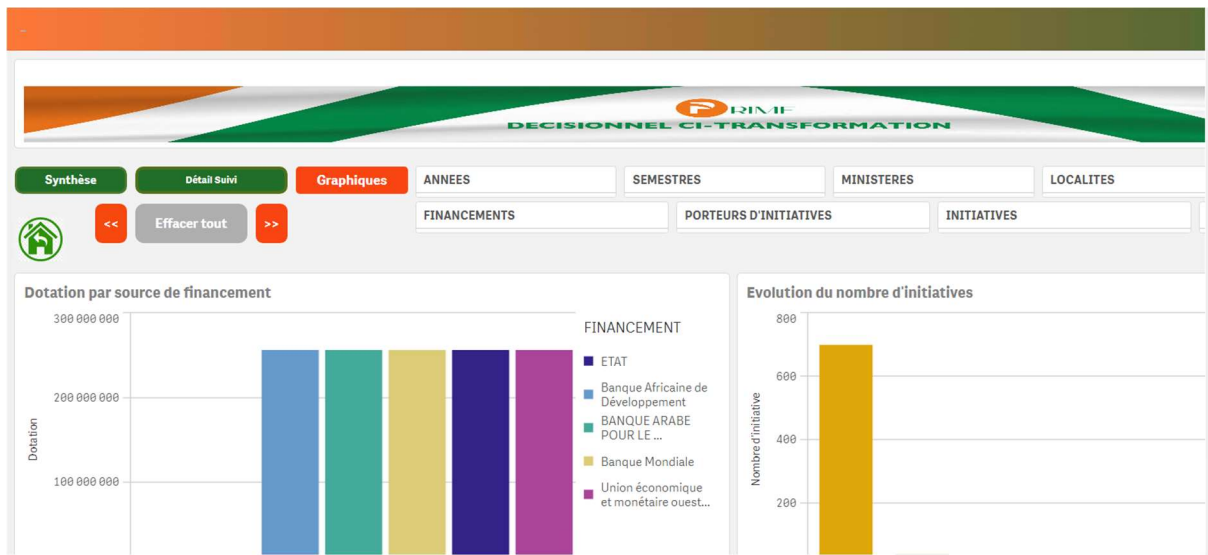 PRIME
DECISIONNEL CI-TRANSFORMATION
Synthèse
Détail Suivi
Graphiques
ANNEES
SEMESTRES
MINISTERES
LOCALITES
<<
Effacer tout
>>
FINANCEMENTS
PORTEURS D'INITIATIVES
INITIATIVES
Dotation par source de financement
300 000 000
200 000 000
100 000 000
Dotation
FINANCEMENT
ETAT
Banque Africaine de
Développement
BANQUE ARABE
POUR LE ...
Banque Mondiale
Union économique
et monétaire ouest...
Evolution du nombre d'initiatives
800
600
400
200
Nombre d'initiative